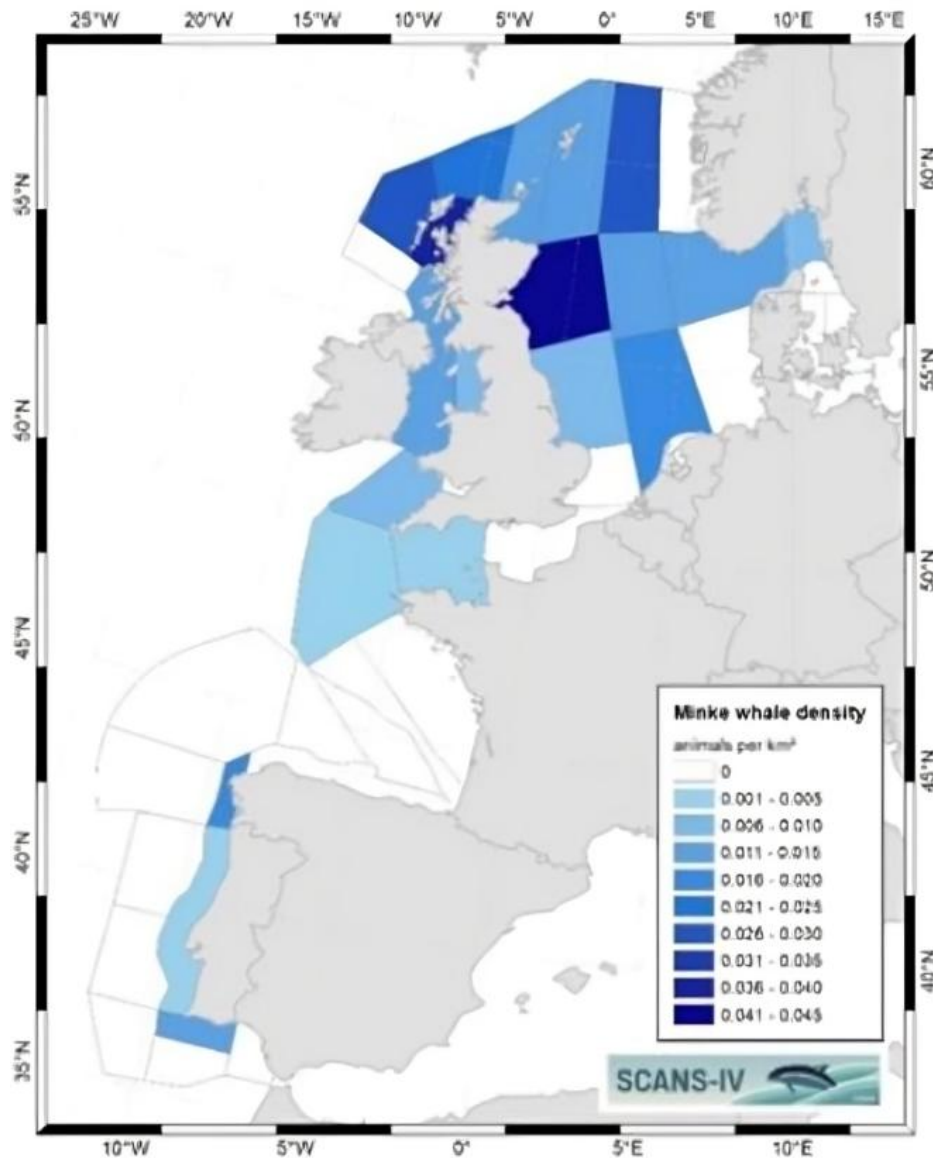 25°W 20°W 15°W 10°W 5°W 0° 5°E 10°E 15°E
55°N
60°N
50°N
55°N
45°N
50°N
40°N
40°N
35°N
Minke whale density
animals per km²
0
0.001 - 0.005
0.006 - 0.010
0.011 - 0.015
0.016 - 0.020
0.021 - 0.025
0.026 - 0.030
0.031 - 0.035
0.036 - 0.040
0.041 - 0.045
SCANS-IV
10°W 5°W 0° 5°E 10°E